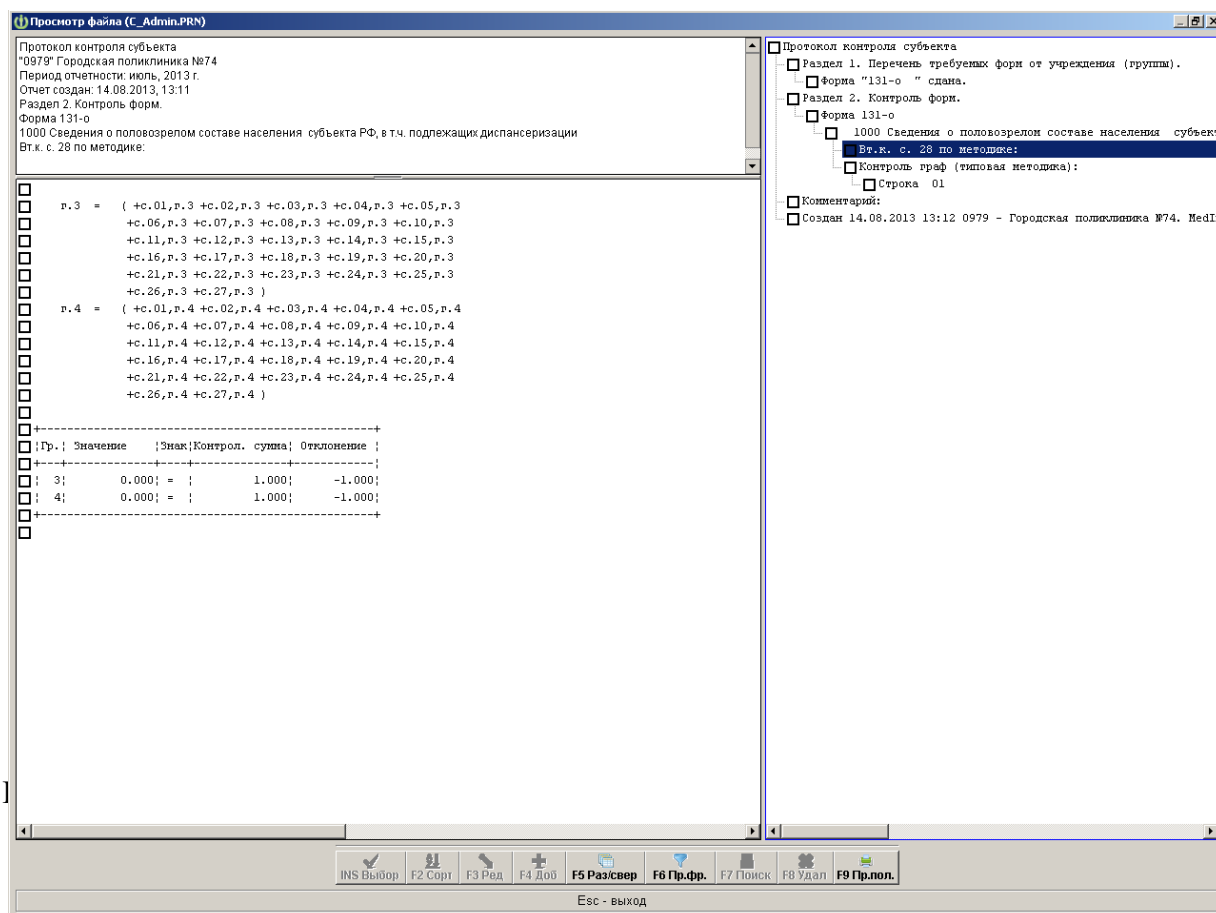 Просмотр файла (C_Admin.PRN)
Протокол контроля субъекта
"0979" Городская поликлиника №74
Период отчетности: июль, 2013 г.
Отчет создан: 14.08.2013, 13:11
Раздел 2. Контроль форм.
Форма 131-о
1000 Сведения о половозрелом составе населения  субъекта РФ, в т.ч. подлежащих диспансеризации
Вт.к. с. 28 по методике:
г.3  =   ( +с.01,г.3 +с.02,г.3 +с.03,г.3 +с.04,г.3 +с.05,г.3
+с.06,г.3 +с.07,г.3 +с.08,г.3 +с.09,г.3 +с.10,г.3
+с.11,г.3 +с.12,г.3 +с.13,г.3 +с.14,г.3 +с.15,г.3
+с.16,г.3 +с.17,г.3 +с.18,г.3 +с.19,г.3 +с.20,г.3
+с.21,г.3 +с.22,г.3 +с.23,г.3 +с.24,г.3 +с.25,г.3
+с.26,г.3 +с.27,г.3 )
г.4  =   ( +с.01,г.4 +с.02,г.4 +с.03,г.4 +с.04,г.4 +с.05,г.4
+с.06,г.4 +с.07,г.4 +с.08,г.4 +с.09,г.4 +с.10,г.4
+с.11,г.4 +с.12,г.4 +с.13,г.4 +с.14,г.4 +с.15,г.4
+с.16,г.4 +с.17,г.4 +с.18,г.4 +с.19,г.4 +с.20,г.4
+с.21,г.4 +с.22,г.4 +с.23,г.4 +с.24,г.4 +с.25,г.4
+с.26,г.4 +с.27,г.4 )
+-----------------------------------------------+
¦Гр.¦ Значение    ¦Знак¦Контрол. сумма¦ Отклонение ¦
+---+-------------+----+--------------+------------¦
¦  3¦        0.000¦ =  ¦         1.000¦      -1.000¦
¦  4¦        0.000¦ =  ¦         1.000¦      -1.000¦
+-----------------------------------------------+
Протокол контроля субъекта
Раздел 1. Перечень требуемых форм от учреждения (группы).
Форма "131-о  " сдана.
Раздел 2. Контроль форм.
Форма 131-о
1000 Сведения о половозрелом составе населения  субъект
Вт.к. с. 28 по методике:
Контроль граф (типовая методика):
Строка  01
Комментарий:
Создан 14.08.2013 13:12 0979 - Городская поликлиника №74. MedI
INS Выбор F2 Сорт F3 Ред F4 Доб F5 Раз/свер F6 Пр.фр. F7 Поиск F8 Удал F9 Пр.пол.
Esc - выход